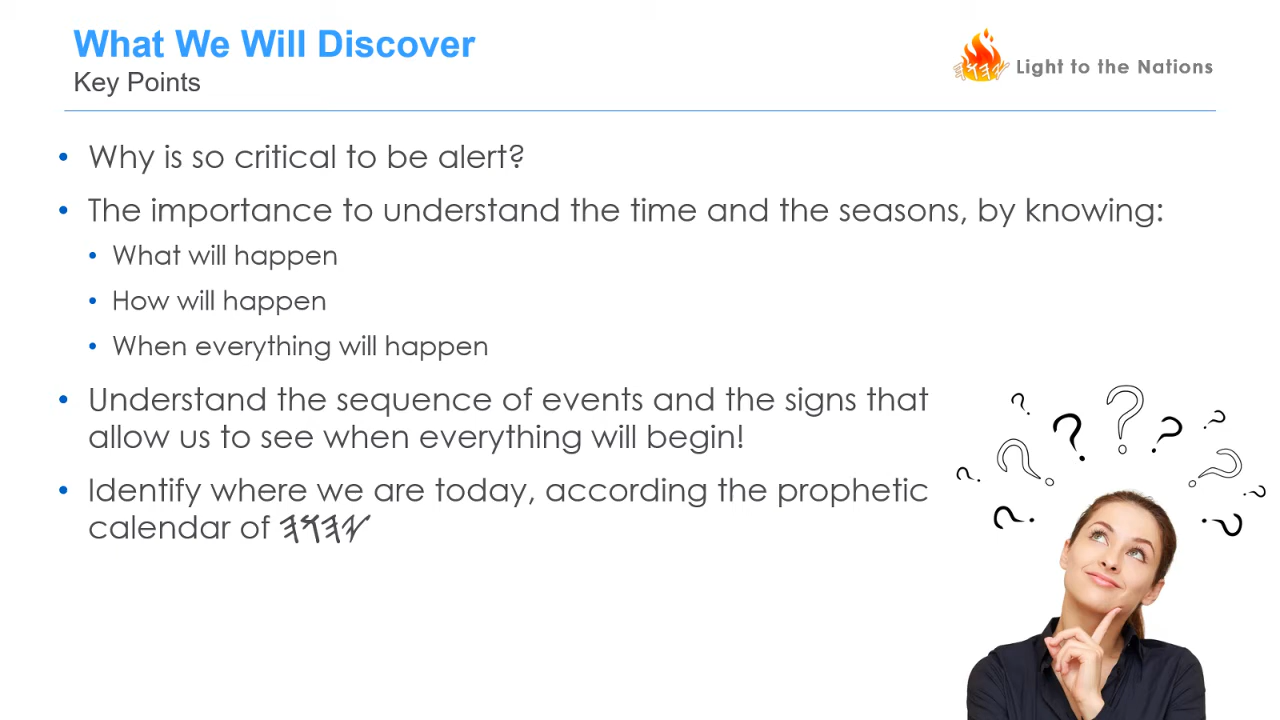 What We Will Discover
Key Points
𐤉𐤄𐤅𐤄 Light to the Nations
• Why is so critical to be alert?
• The importance to understand the time and the seasons, by knowing:
• What will happen
• How will happen
• When everything will happen
• Understand the sequence of events and the signs that
allow us to see when everything will begin!
• Identify where we are today, according the prophetic
calendar of 𐤉𐤄𐤅𐤄
? ? ? ? ? ? ? ? ? ? ?